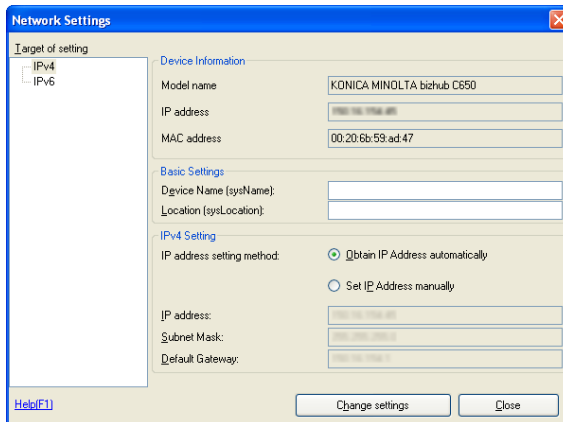 Network Settings
Target of setting
IPv4
IPv6
Device Information
Model name KONICA MINOLTA bizhub C650
IP address
MAC address 00:20:6b:59:ad:47
Basic Settings
Device Name (sysName):
Location (sysLocation):
IPv4 Setting
IP address setting method: Obtain IP Address automatically
Set IP Address manually
IP address:
Subnet Mask:
Default Gateway:
Help(F1) Change settings Close